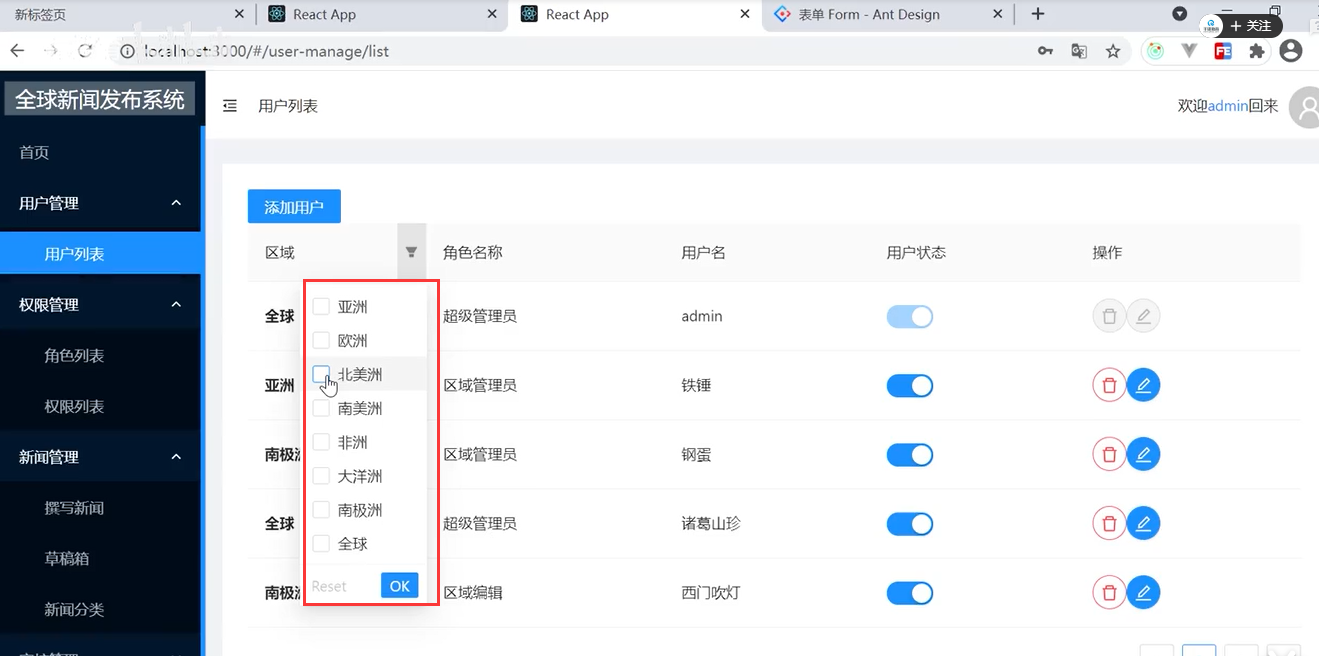 新标签页
React App
React App
表单 Form - Ant Design
+ 关注
localhost:3000/#/user-manage/list
全球新闻发布系统
用户列表
欢迎admin回来
首页
用户管理
用户列表
权限管理
角色列表
权限列表
新闻管理
撰写新闻
草稿箱
新闻分类
添加用户
区域 角色名称 用户名 用户状态 操作
全球 超级管理员 admin
亚洲 区域管理员 铁锤
南极 区域管理员 钢蛋
全球 超级管理员 诸葛山珍
南极 区域编辑 西门吹灯
亚洲
欧洲
北美洲
南美洲
非洲
大洋洲
南极洲
全球
Reset OK